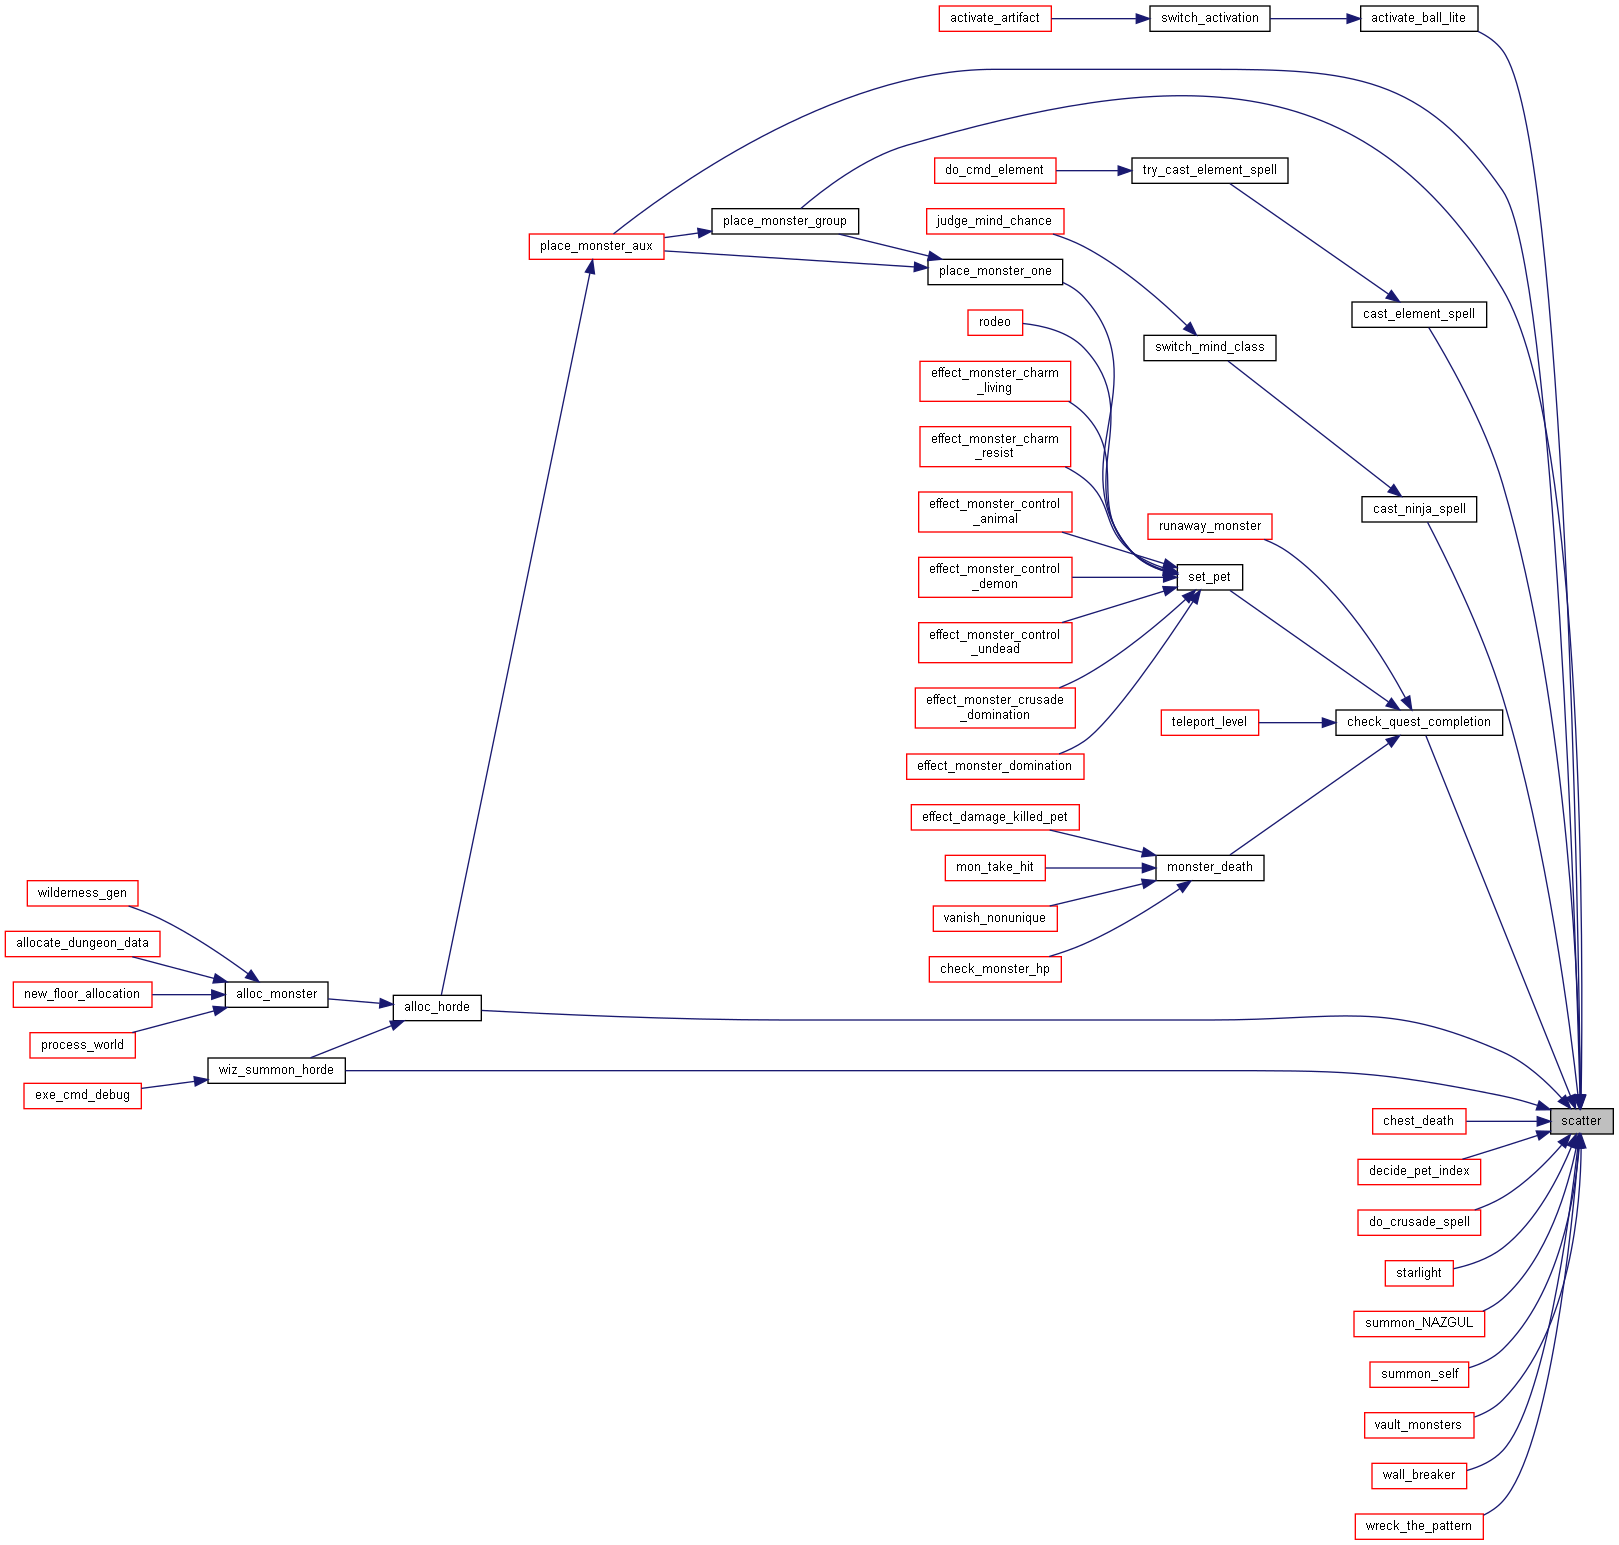 activate_artifact
switch_activation
activate_ball_lite
do_cmd_element
try_cast_element_spell
judge_mind_chance
place_monster_group
place_monster_aux
place_monster_one
rodeo
cast_element_spell
switch_mind_class
effect_monster_charm
_living
effect_monster_charm
_resist
effect_monster_control
_animal
cast_ninja_spell
runaway_monster
effect_monster_control
_demon
set_pet
effect_monster_control
_undead
effect_monster_crusade
_domination
teleport_level
check_quest_completion
effect_monster_domination
effect_damage_killed_pet
mon_take_hit
monster_death
vanish_nonunique
check_monster_hp
wilderness_gen
allocate_dungeon_data
new_floor_allocation
alloc_monster
alloc_horde
process_world
wiz_summon_horde
exe_cmd_debug
scatter
chest_death
decide_pet_index
do_crusade_spell
starlight
summon_NAZGUL
summon_self
vault_monsters
wall_breaker
wreck_the_pattern